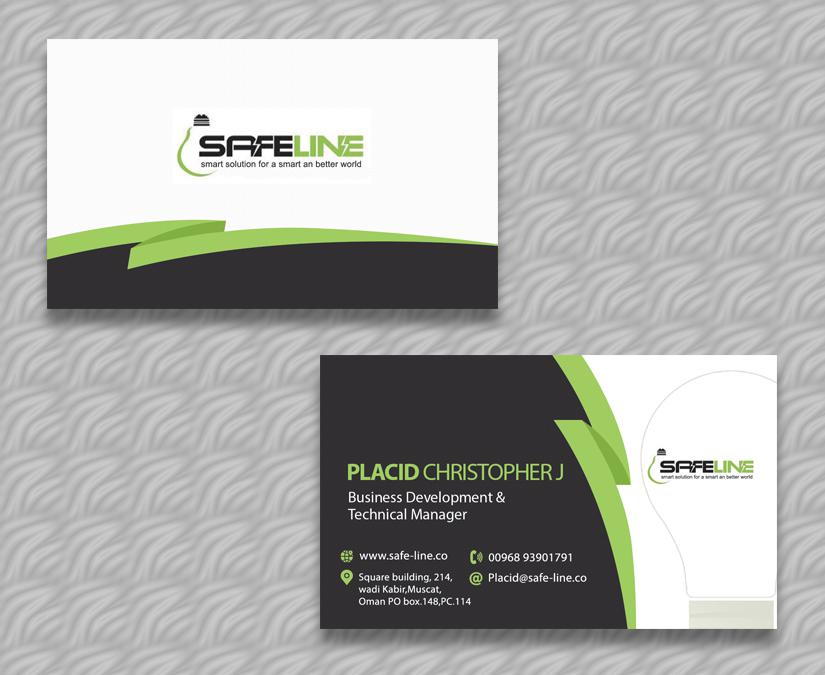 SAFELINE
smart solution for a smart an better world
PLACID CHRISTOPHER J
Business Development &
Technical Manager
www.safe-line.co
00968 93901791
Square building, 214,
wadi Kabir,Muscat,
Oman PO box.148,PC.114
Placid@safe-line.co
SAFELINE
smart solution for a smart an better world